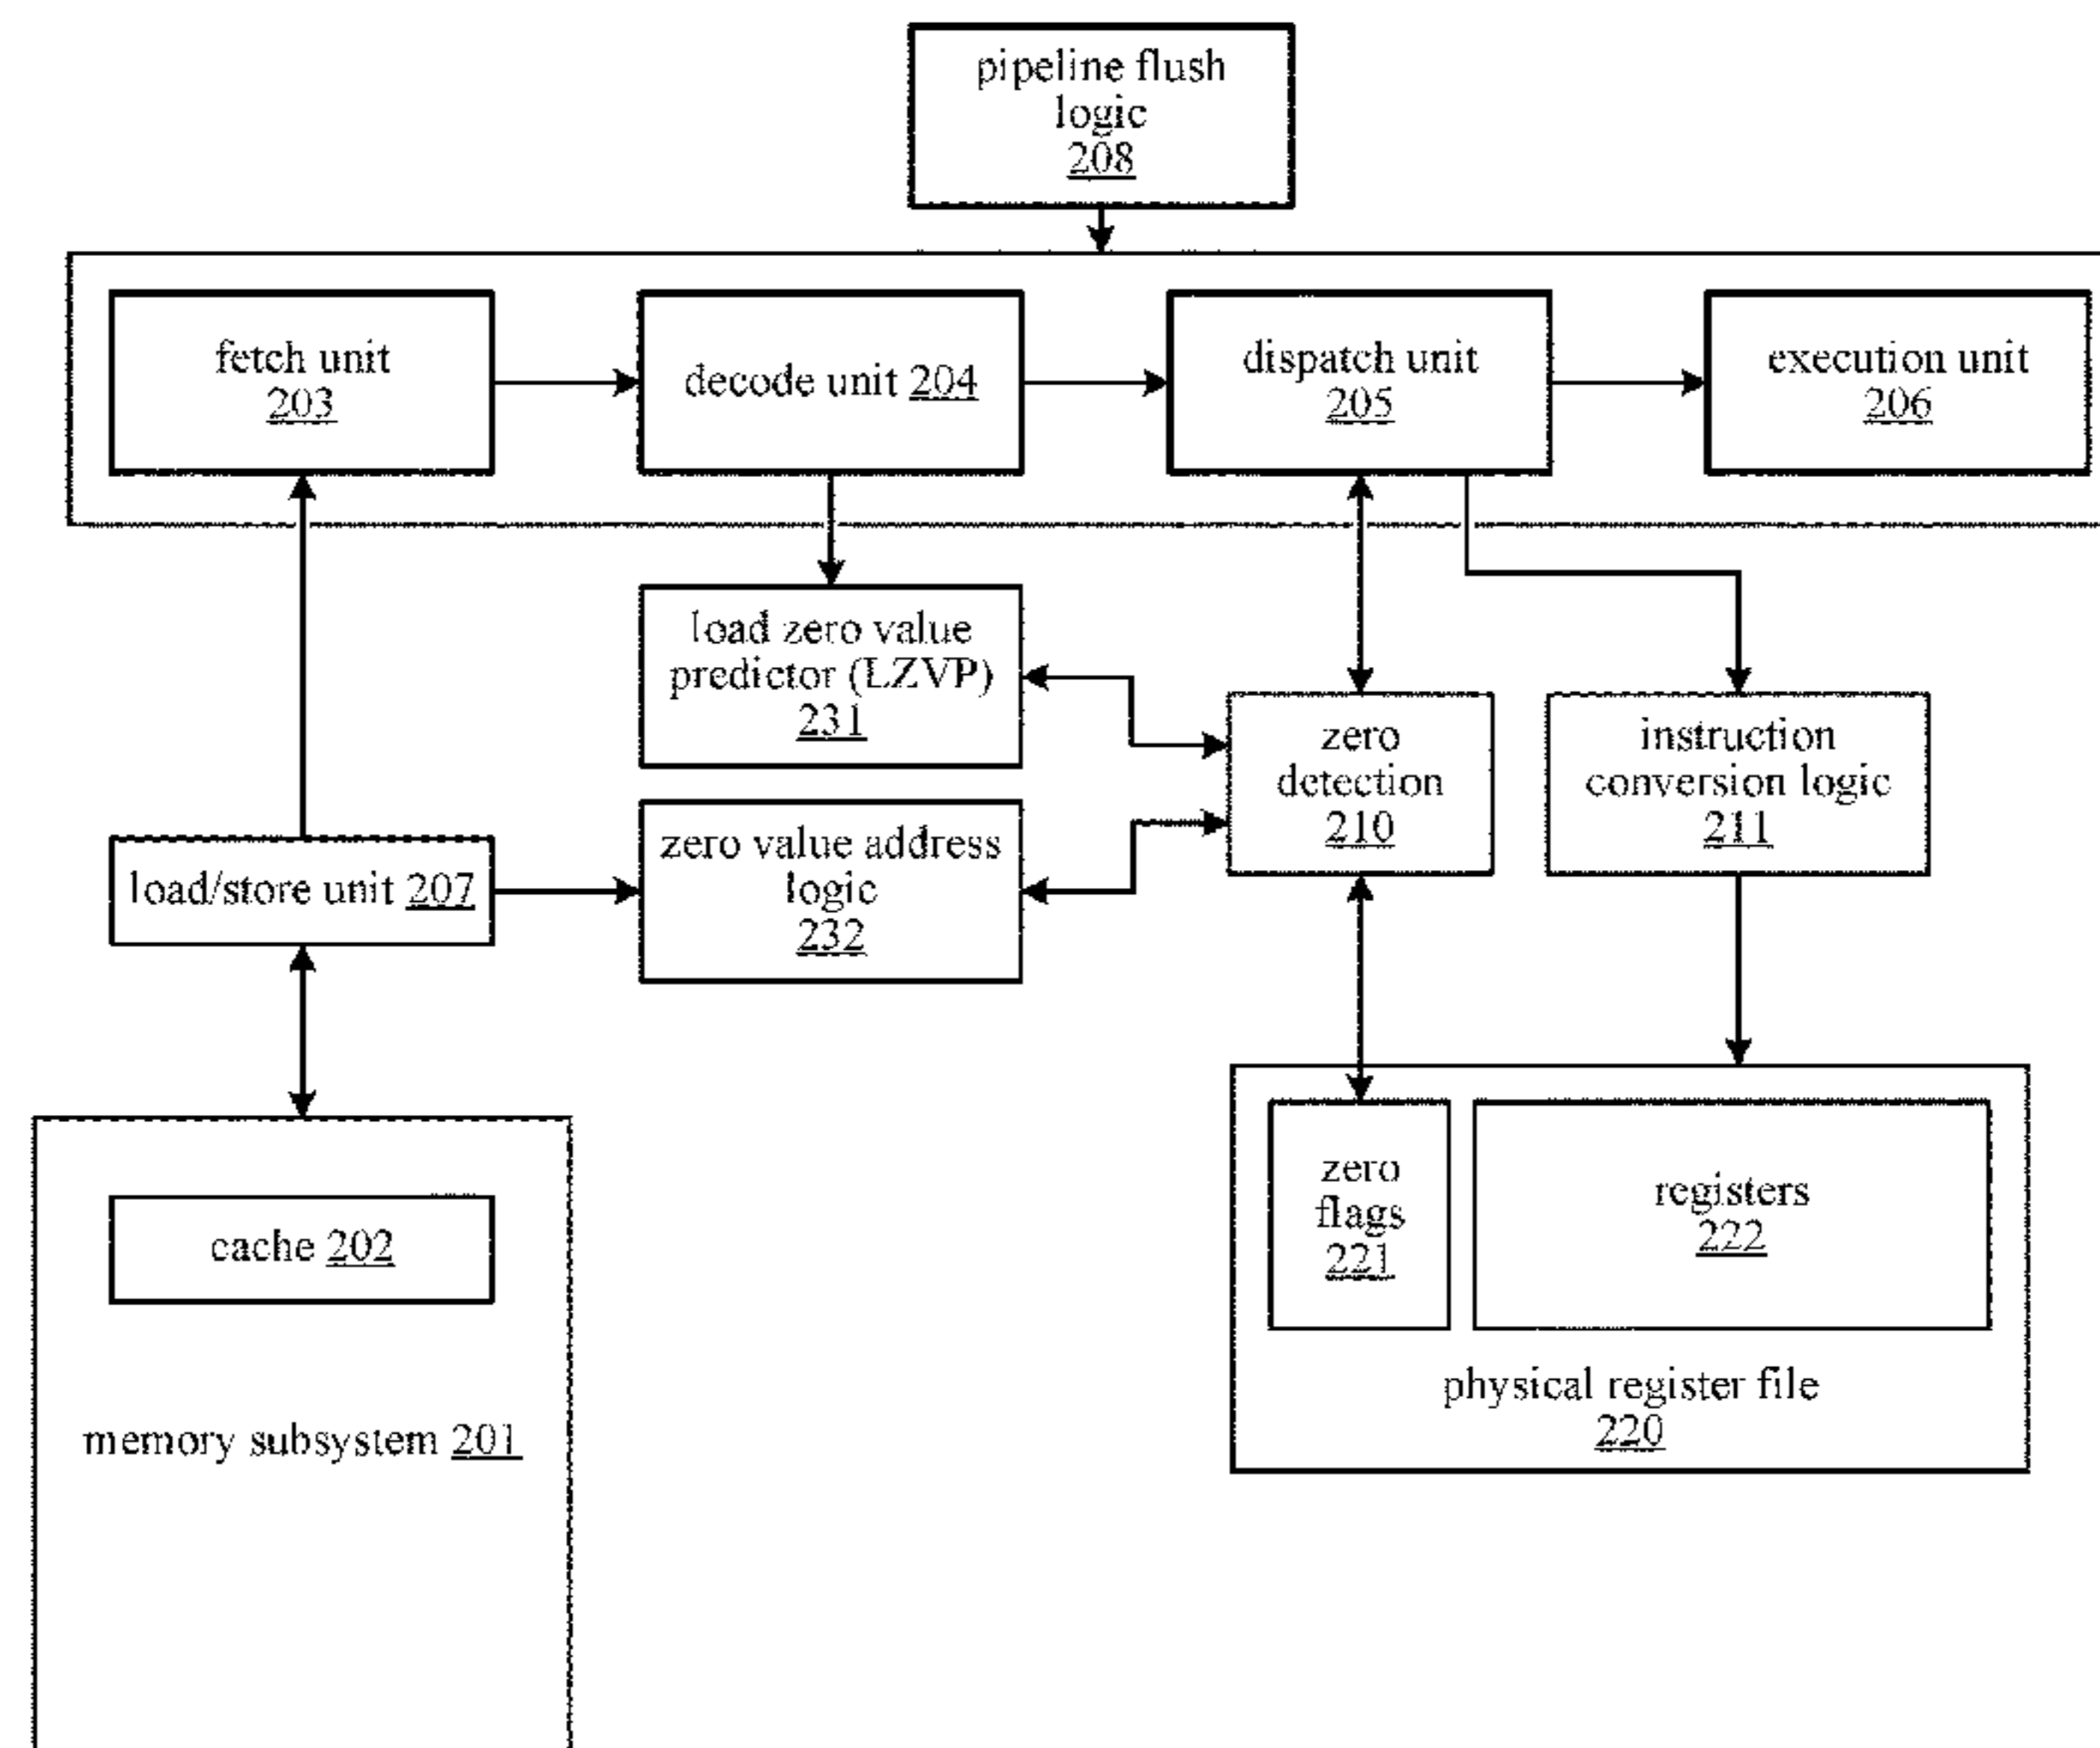 pipeline flush
logic
208
fetch unit
203
decode unit 204
dispatch unit
205
execution unit
206
load zero value
predictor (LZVP)
231
zero
detection
210
instruction
conversion logic
211
load/store unit 207
zero value address
logic
232
cache 202
memory subsystem 201
zero
flags
221
registers
222
physical register file
220